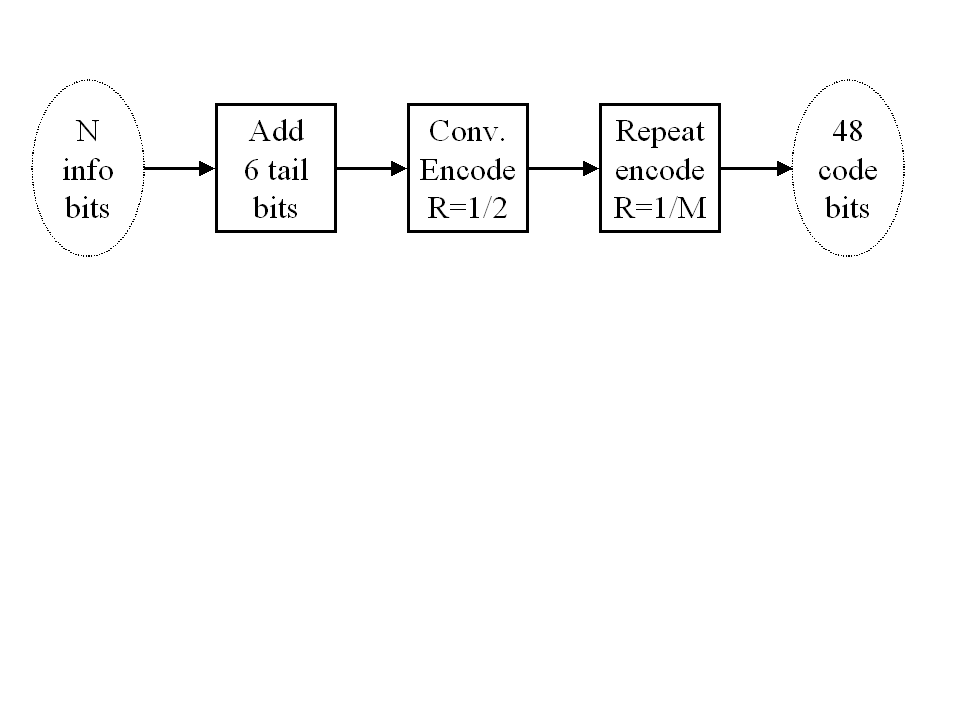 N
info
bits
Add
6 tail
bits
Conv.
Encode
R=1/2
Repeat
encode
R=1/M
48
code
bits